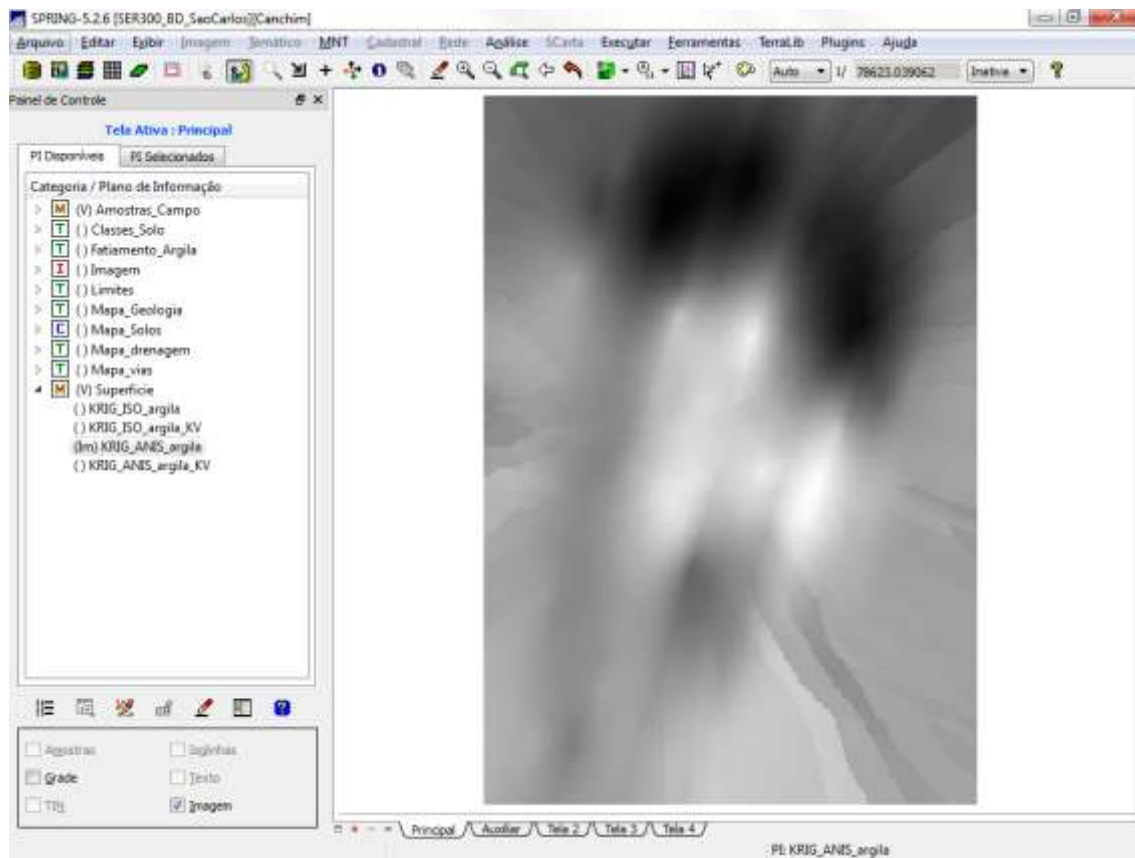 SPRING-5.2.6 [SER300_BD_SaoCarlos][Canchim]
Arquivo Editar Exibir Imagem Temático MNT Cadastral Rede Análise SCarta Executar Ferramentas TerraLib Plugins Ajuda
Auto 1/ 78623.039062 Inativa
Painel de Controle
Tela Ativa : Principal
PI Disponíveis PI Selecionados
Categoria / Plano de Informação
M (V) Amostras_Campo
T () Classes_Solo
T () Fatiamento_Argila
I () Imagem
T () Limites
T () Mapa_Geologia
C () Mapa_Solos
T () Mapa_drenagem
T () Mapa_vias
M (V) Superficie
() KRIG_ISO_argila
() KRIG_ISO_argila_KV
(Im) KRIG_ANIS_argila
() KRIG_ANIS_argila_KV
Amostras Isolinhas
Grade Texto
TIN Imagem
Principal Auxiliar Tela 2 Tela 3 Tela 4
PI: KRIG_ANIS_argila